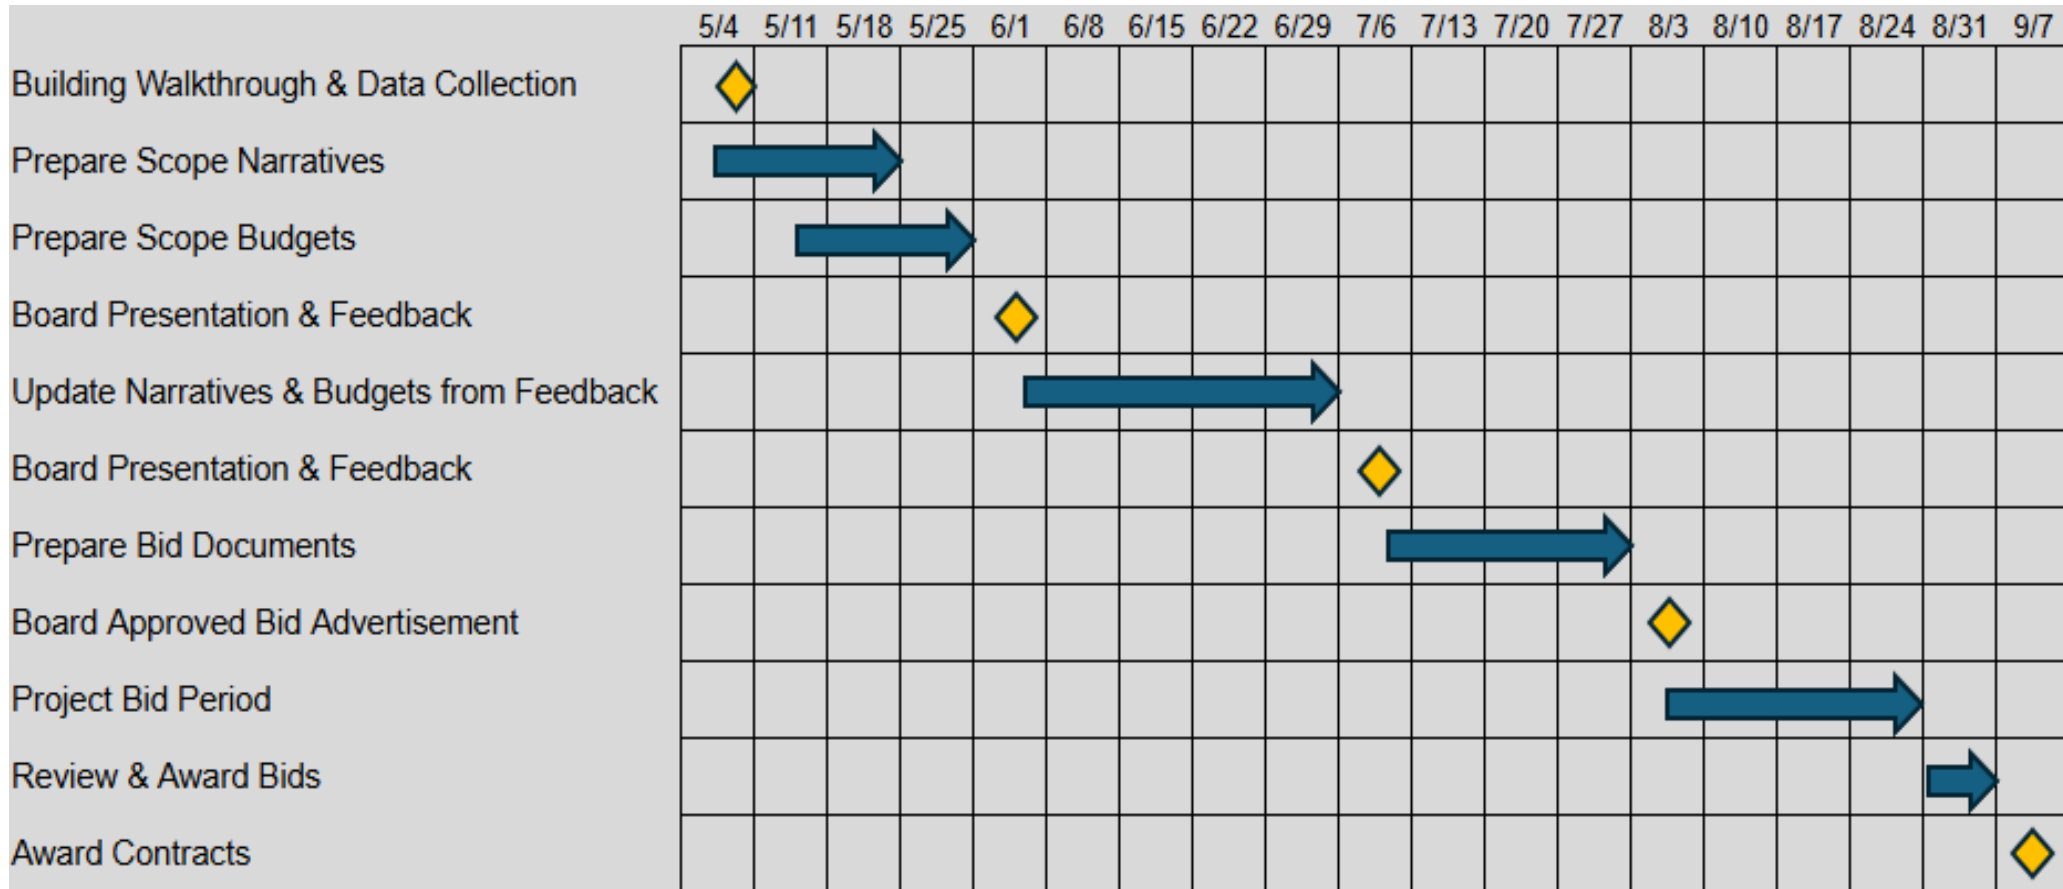 5/4 5/11 5/18 5/25 6/1 6/8 6/15 6/22 6/29 7/6 7/13 7/20 7/27 8/3 8/10 8/17 8/24 8/31 9/7
Building Walkthrough & Data Collection
Prepare Scope Narratives
Prepare Scope Budgets
Board Presentation & Feedback
Update Narratives & Budgets from Feedback
Board Presentation & Feedback
Prepare Bid Documents
Board Approved Bid Advertisement
Project Bid Period
Review & Award Bids
Award Contracts